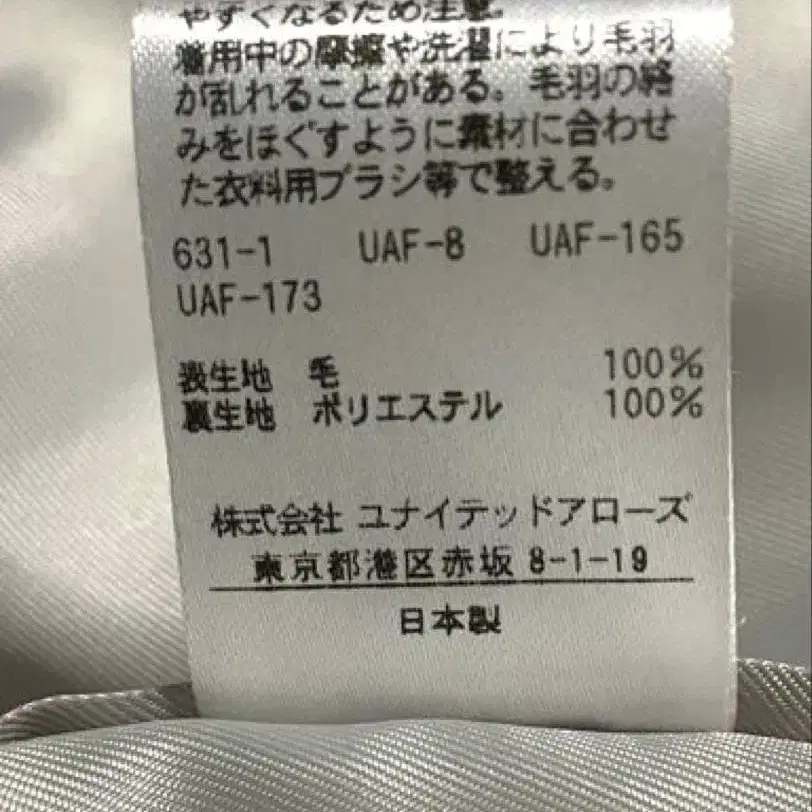 やすくなるため注意。
着用中の摩擦や洗濯により毛羽
が乱れることがある。毛羽の絡
みをほぐすように素材に合わせ
た衣料用ブラシ等で整える。
631-1 UAF-8 UAF-165
UAF-173
表生地 毛 100%
裏生地 ポリエステル 100%
株式会社 ユナイテッドアローズ
東京都港区赤坂 8-1-19
日本製